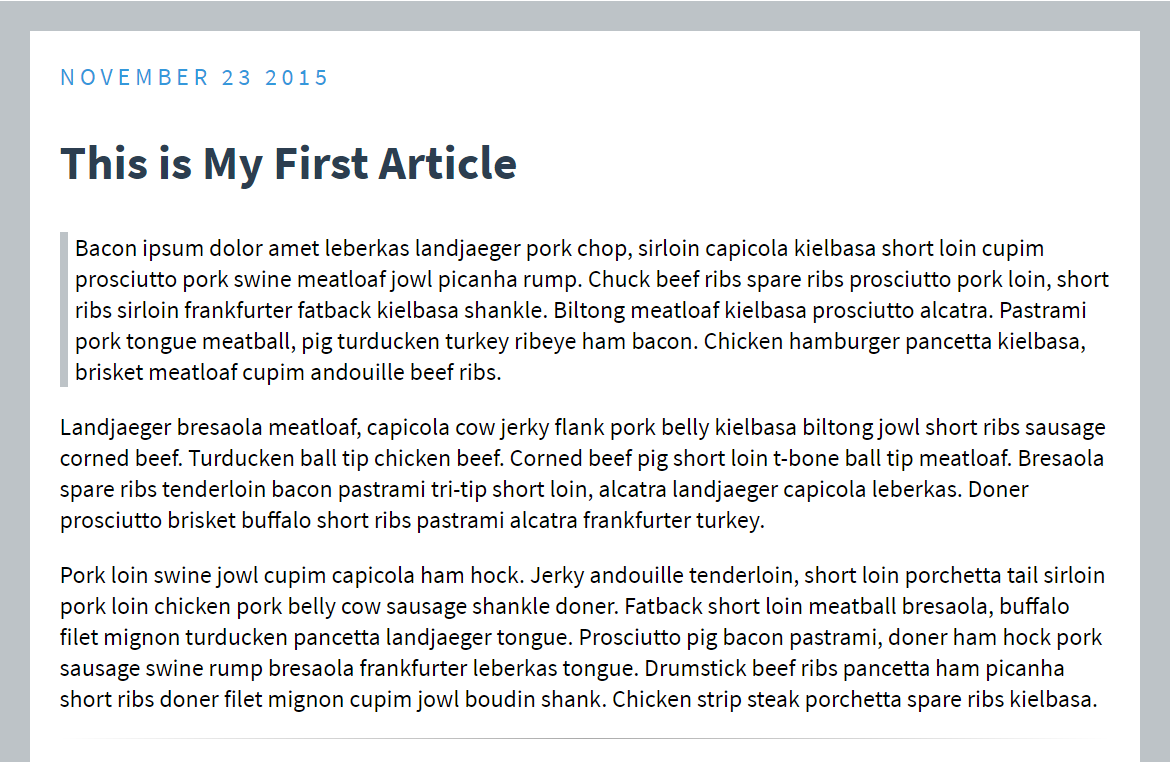 NOVEMBER 23 2015
This is My First Article
Bacon ipsum dolor amet leberkas landjaeger pork chop, sirloin capicola kielbasa short loin cupim
prosciutto pork swine meatloaf jowl picanha rump. Chuck beef ribs spare ribs prosciutto pork loin, short
ribs sirloin frankfurter fatback kielbasa shankle. Biltong meatloaf kielbasa prosciutto alcatra. Pastrami
pork tongue meatball, pig turducken turkey ribeye ham bacon. Chicken hamburger pancetta kielbasa,
brisket meatloaf cupim andouille beef ribs.
Landjaeger bresaola meatloaf, capicola cow jerky flank pork belly kielbasa biltong jowl short ribs sausage
corned beef. Turducken ball tip chicken beef. Corned beef pig short loin t-bone ball tip meatloaf. Bresaola
spare ribs tenderloin bacon pastrami tri-tip short loin, alcatra landjaeger capicola leberkas. Doner
prosciutto brisket buffalo short ribs pastrami alcatra frankfurter turkey.
Pork loin swine jowl cupim capicola ham hock. Jerky andouille tenderloin, short loin porchetta tail sirloin
pork loin chicken pork belly cow sausage shankle doner. Fatback short loin meatball bresaola, buffalo
filet mignon turducken pancetta landjaeger tongue. Prosciutto pig bacon pastrami, doner ham hock pork
sausage swine rump bresaola frankfurter leberkas tongue. Drumstick beef ribs pancetta ham picanha
short ribs doner filet mignon cupim jowl boudin shank. Chicken strip steak porchetta spare ribs kielbasa.